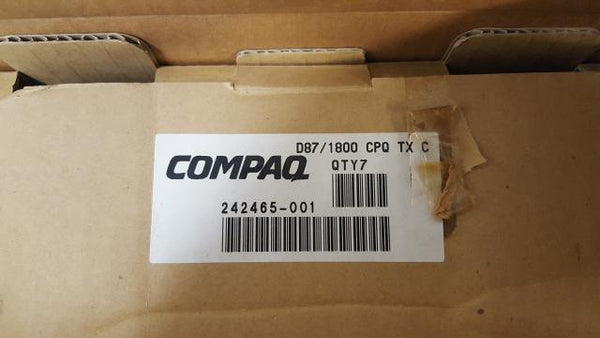 D87/1800 CPQ TX C
COMPAQ
QTY7
242465-001